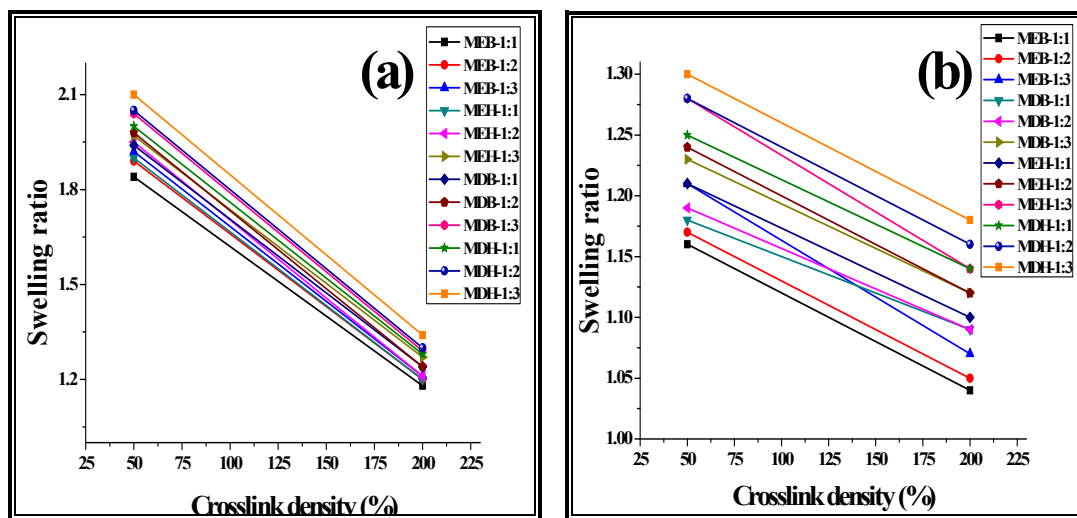 (a)
MEB-1:1
MEB-1:2
MEB-1:3
MEH-1:1
MEH-1:2
MEH-1:3
MDB-1:1
MDB-1:2
MDB-1:3
MDH-1:1
MDH-1:2
MDH-1:3
Swelling ratio
2.1
1.8
1.5
1.2
25 50 75 100 125 150 175 200 225
Crosslink density (%)
(b)
MEB-1:1
MEB-1:2
MEB-1:3
MDB-1:1
MDB-1:2
MDB-1:3
MEH-1:1
MEH-1:2
MEH-1:3
MDH-1:1
MDH-1:2
MDH-1:3
Swelling ratio
1.30
1.25
1.20
1.15
1.10
1.05
1.00
25 50 75 100 125 150 175 200 225
Crosslink density (%)